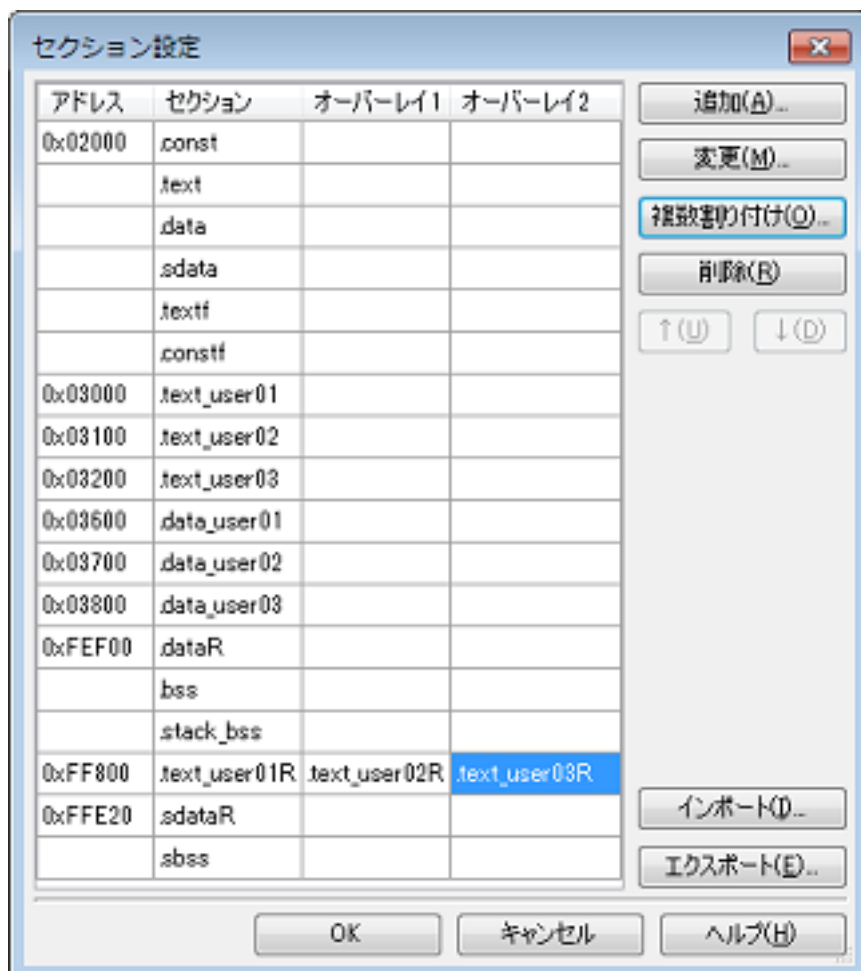 セクション設定
アドレス セクション オーバーレイ1 オーバーレイ2
0x02000 .const
.text
.data
.sdata
.textf
.constf
0x03000 .text_user01
0x03100 .text_user02
0x03200 .text_user03
0x03600 .data_user01
0x03700 .data_user02
0x03800 .data_user03
0xFEF00 .dataR
.bss
.stack_bss
0xFF800 .text_user01R .text_user02R .text_user03R
0xFFE20 .sdataR
.sbss
追加(A)...
変更(M)...
複数割り付け(O)...
削除(R)
↑(U) ↓(D)
インポート(I)...
エクスポート(E)...
OK キャンセル ヘルプ(H)